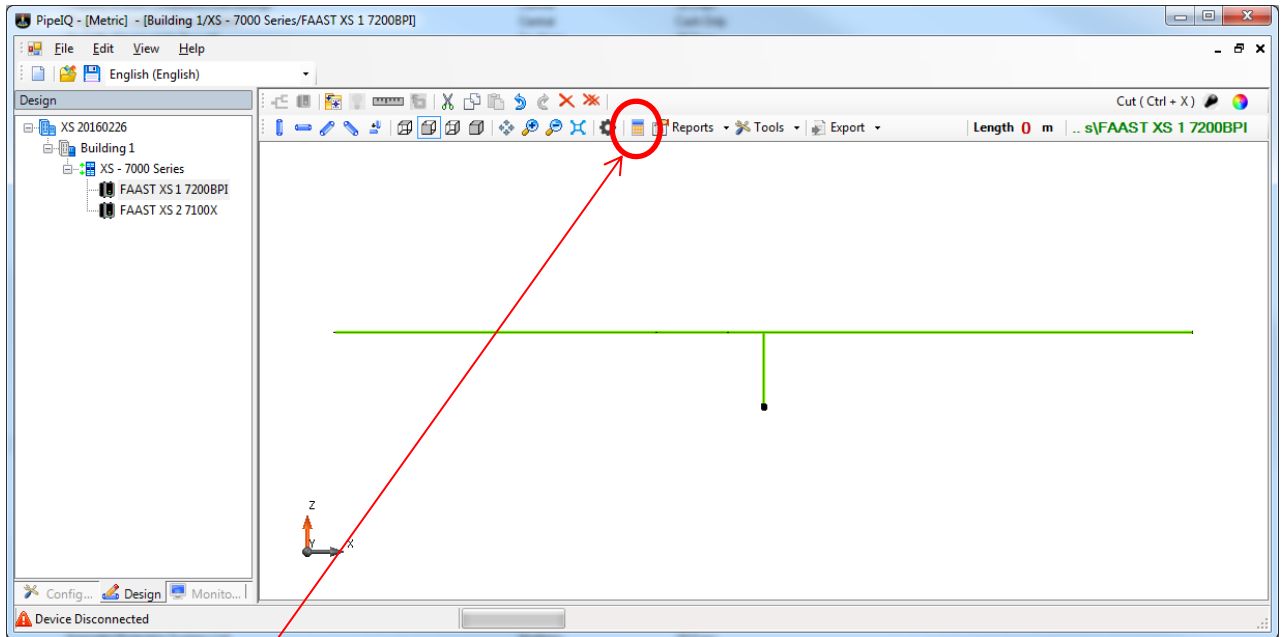 PipeIQ - [Metric] - [Building 1/XS - 7000 Series/FAAST XS 1 7200BPI]
File Edit View Help
English (English)
Design
Cut ( Ctrl + X )
XS 20160226
Building 1
XS - 7000 Series
FAAST XS 1 7200BPI
FAAST XS 2 7100X
Reports Tools Export Length 0 m .. s\FAAST XS 1 7200BPI
Z
Y X
Config... Design Monito...
Device Disconnected